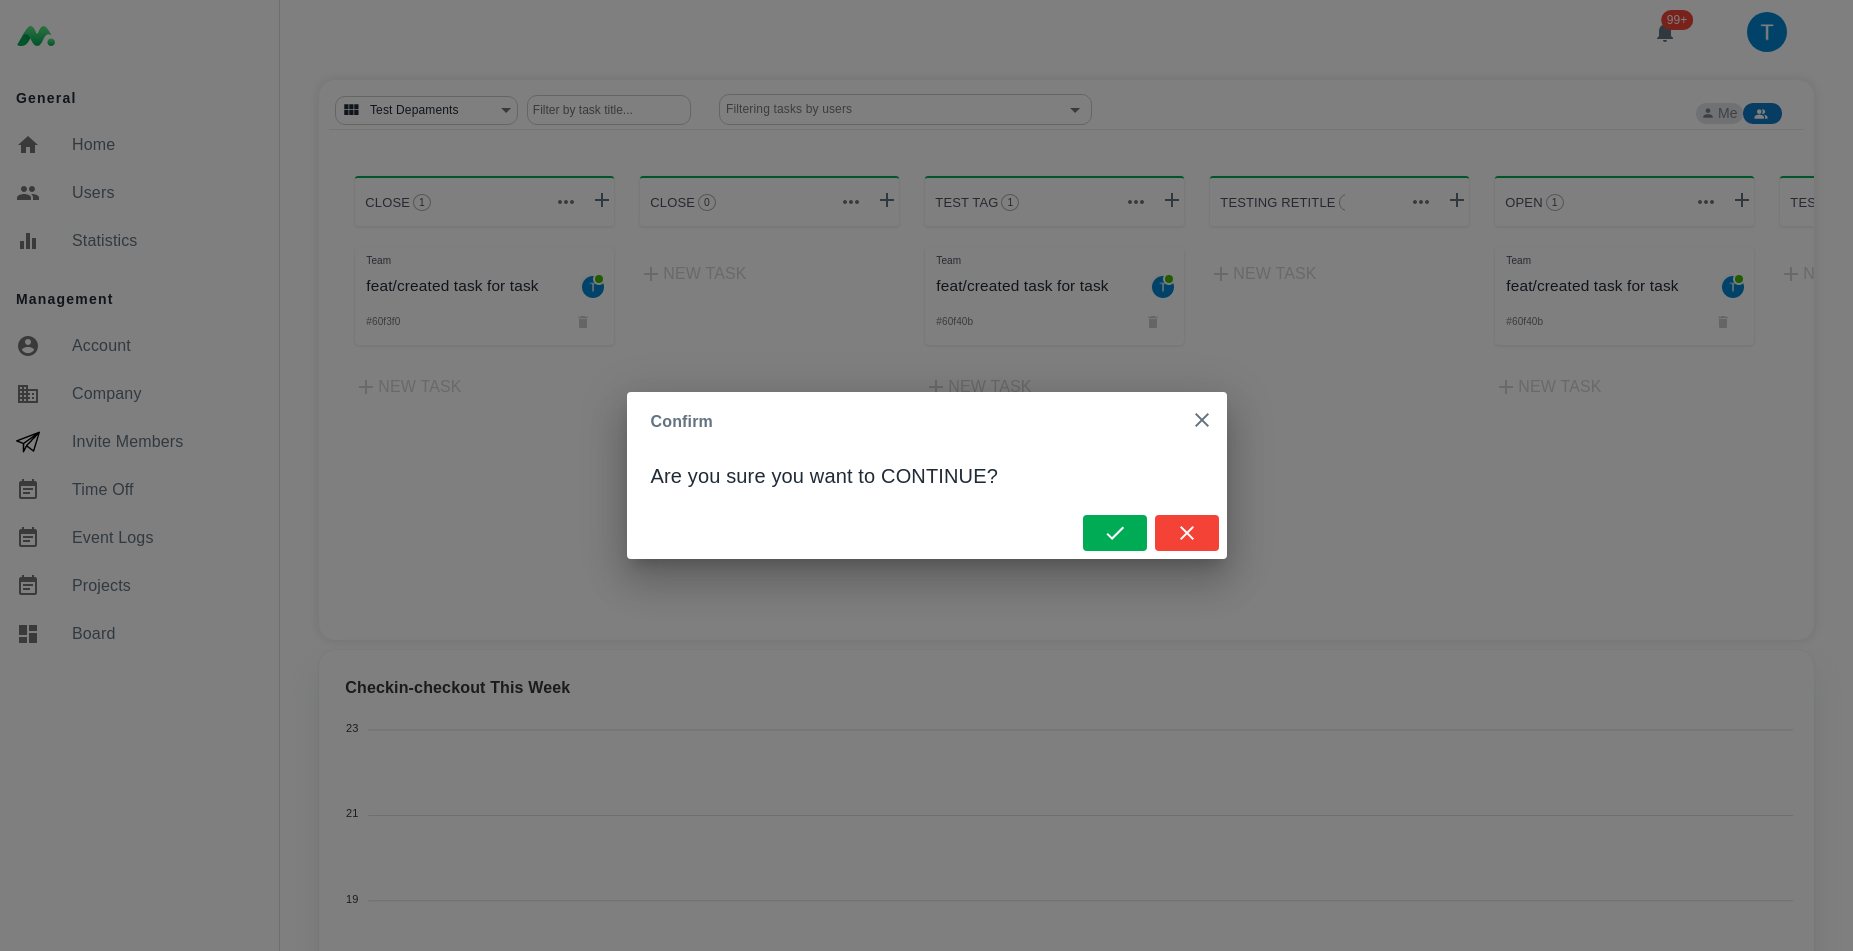 99+
T
General
Home
Users
Statistics
Management
Account
Company
Invite Members
Time Off
Event Logs
Projects
Board
Test Depaments
Filter by task title...
Filtering tasks by users
Me
CLOSE 1
CLOSE 0
TEST TAG 1
TESTING RETITLE
OPEN 1
TES
Team
feat/created task for task
T
#60f3f0
NEW TASK
NEW TASK
Team
feat/created task for task
T
#60f40b
NEW TASK
NEW TASK
Team
feat/created task for task
T
#60f40b
NEW TASK
N
Confirm
Are you sure you want to CONTINUE?
Checkin-checkout This Week
23
21
19